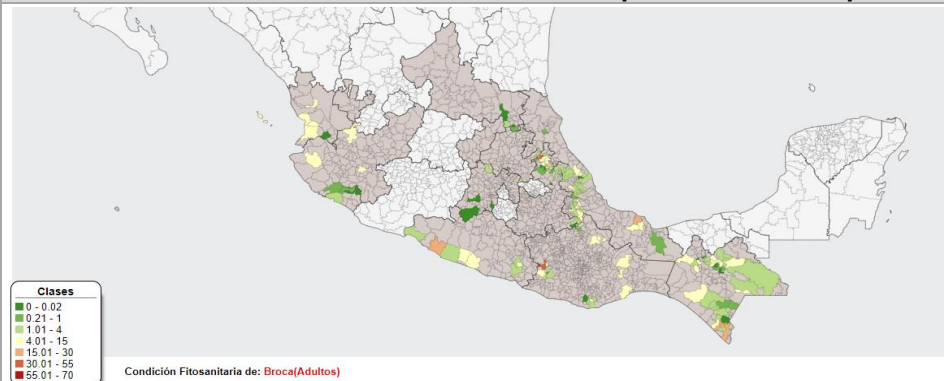 Clases
0 - 0.02
0.21 - 1
1.01 - 4
4.01 - 15
15.01 - 30
30.01 - 55
55.01 - 70
Condición Fitosanitaria de: Broca(Adultos)